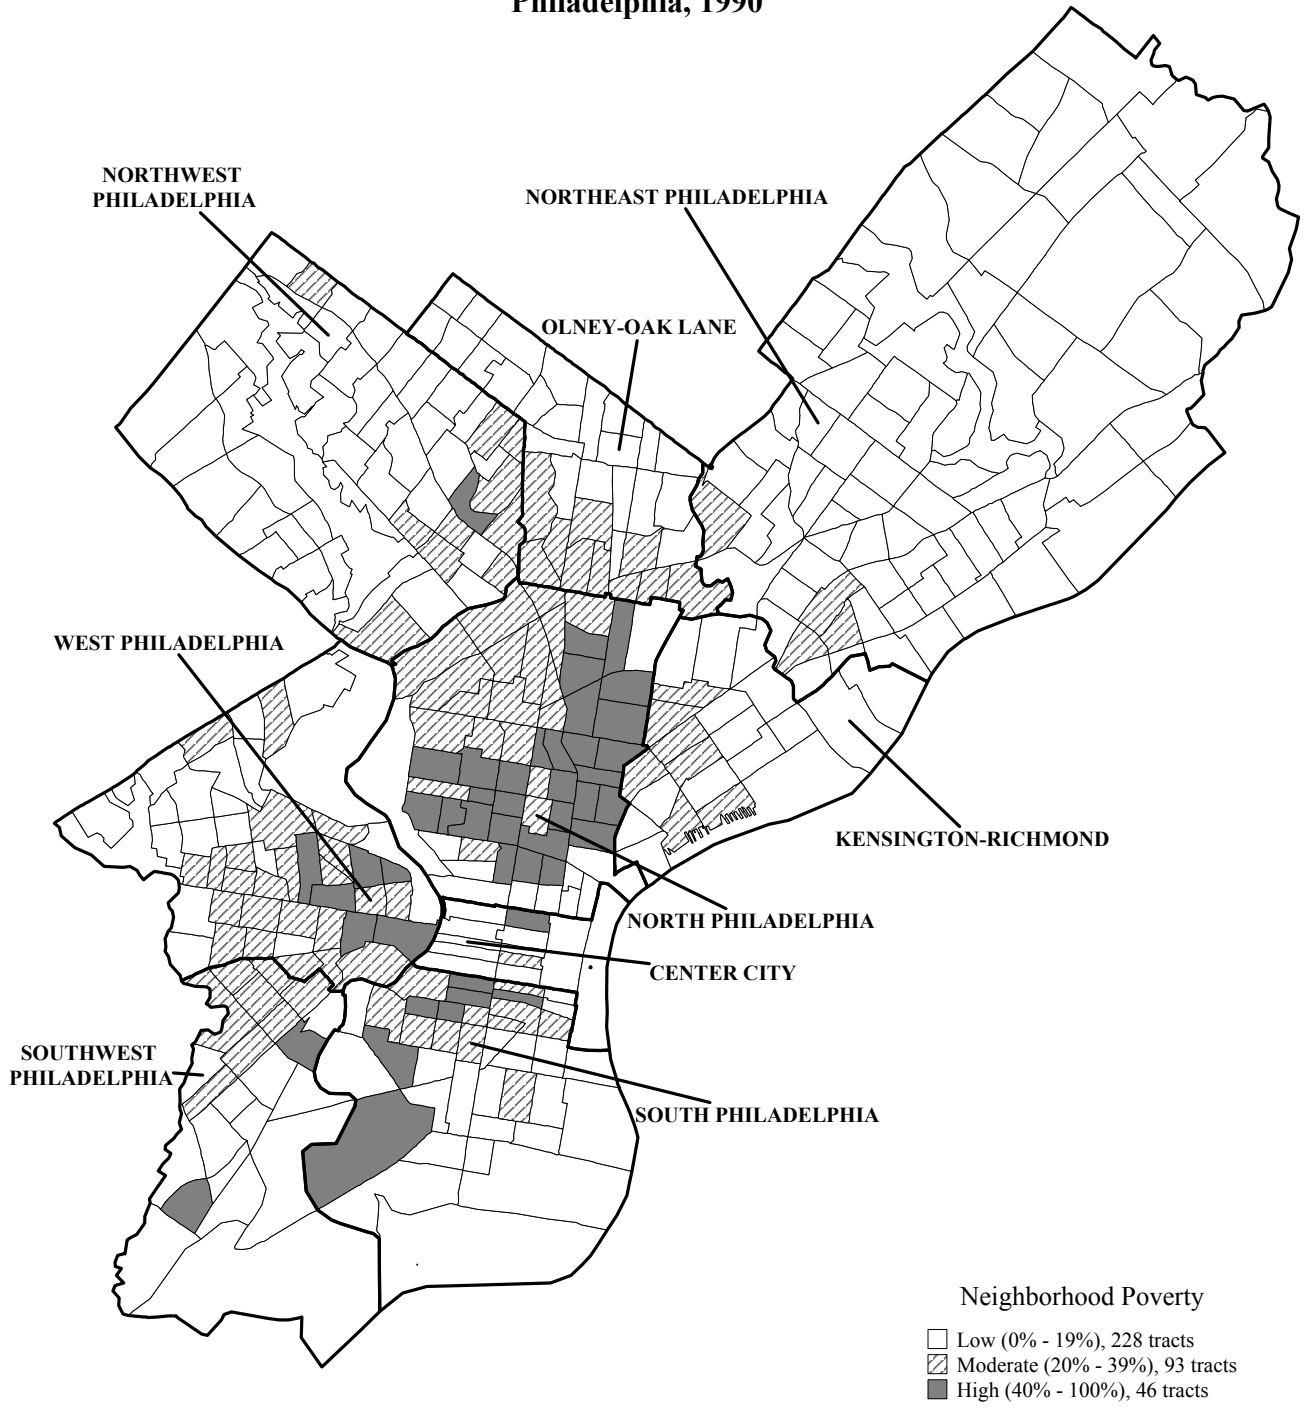 Philadelphia, 1990
NORTHWEST
PHILADELPHIA
NORTHEAST PHILADELPHIA
OLNEY-OAK LANE
WEST PHILADELPHIA
KENSINGTON-RICHMOND
NORTH PHILADELPHIA
CENTER CITY
SOUTHWEST
PHILADELPHIA
SOUTH PHILADELPHIA
Neighborhood Poverty
Low (0% - 19%), 228 tracts
Moderate (20% - 39%), 93 tracts
High (40% - 100%), 46 tracts